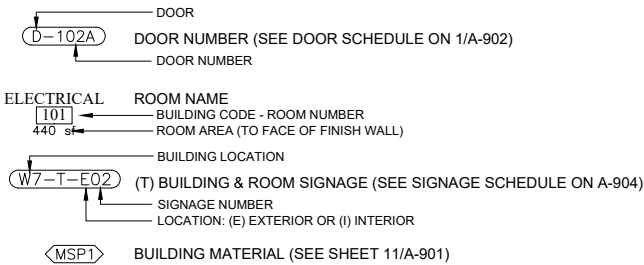 DOOR
D-102A DOOR NUMBER (SEE DOOR SCHEDULE ON 1/A-902)
DOOR NUMBER
ELECTRICAL ROOM NAME
101 BUILDING CODE - ROOM NUMBER
440 sf ROOM AREA (TO FACE OF FINISH WALL)
BUILDING LOCATION
W7-T-E02 (T) BUILDING & ROOM SIGNAGE (SEE SIGNAGE SCHEDULE ON A-904)
SIGNAGE NUMBER
LOCATION: (E) EXTERIOR OR (I) INTERIOR
MSP1 BUILDING MATERIAL (SEE SHEET 11/A-901)